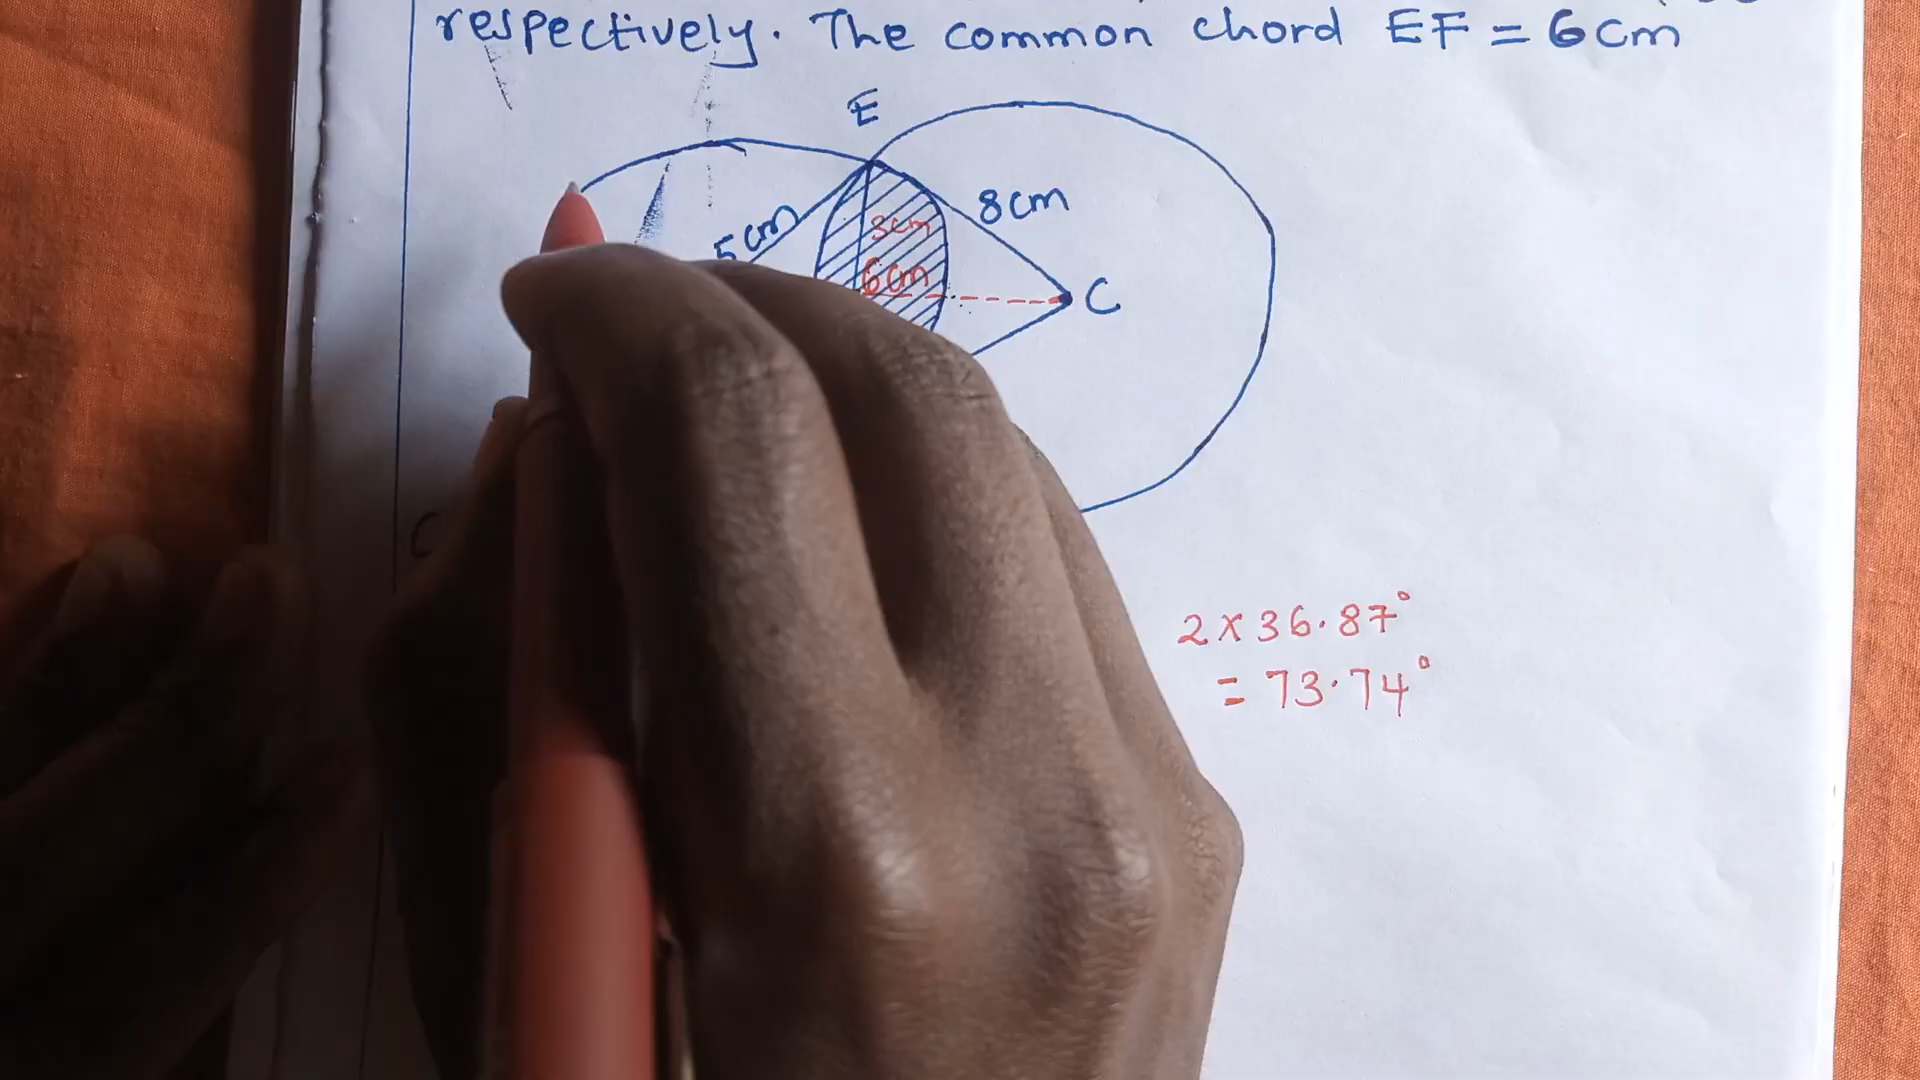 respectively. The common chord EF = 6cm
E
8cm
5cm
3cm
6cm
C
2 x 36.87°
= 73.74°